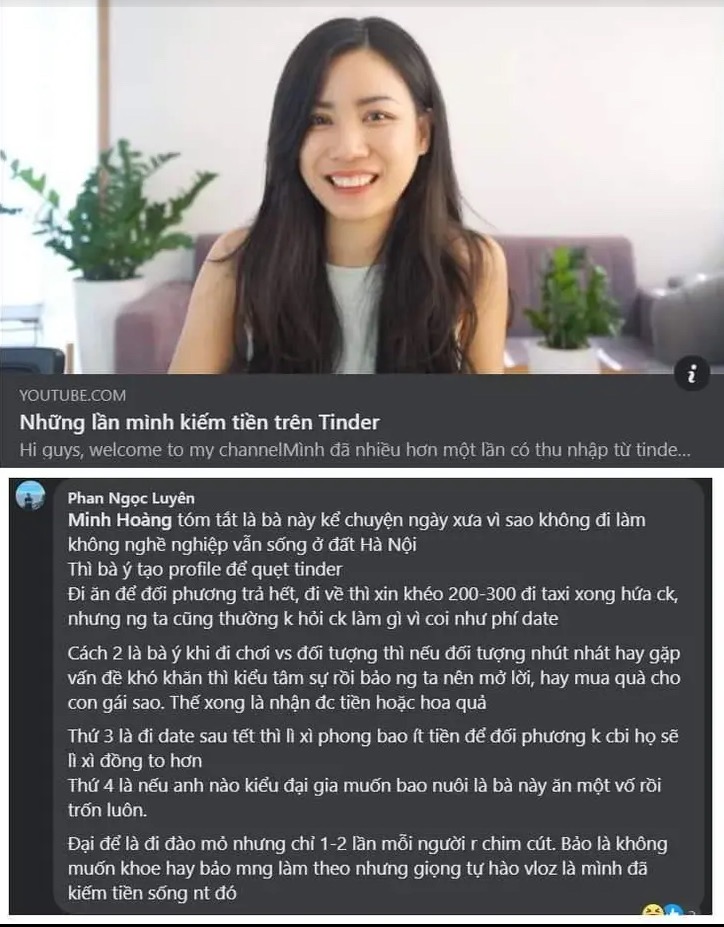 YOUTUBE.COM
Những lần mình kiếm tiền trên Tinder
Hi guys, welcome to my channelMình đã nhiều hơn một lần có thu nhập từ tinde...
Phan Ngọc Luyên
Minh Hoàng tóm tắt là bà này kể chuyện ngày xưa vì sao không đi làm
không nghề nghiệp vẫn sống ở đất Hà Nội
Thì bà ý tạo profile để quẹt tinder
Đi ăn để đối phương trả hết, đi về thì xin khéo 200-300 đi taxi xong hứa ck,
nhưng ng ta cũng thường k hỏi ck làm gì vì coi như phí date
Cách 2 là bà ý khi đi chơi vs đối tượng thì nếu đối tượng nhút nhát hay gặp
vấn đề khó khăn thì kiểu tâm sự rồi bảo ng ta nên mở lời, hay mua quà cho
con gái sao. Thế xong là nhận đc tiền hoặc hoa quả
Thứ 3 là đi date sau tết thì lì xì phong bao ít tiền để đối phương k cbi họ sẽ
lì xì đồng to hơn
Thứ 4 là nếu anh nào kiểu đại gia muốn bao nuôi là bà này ăn một vố rồi
trốn luôn.
Đại để là đi đào mỏ nhưng chỉ 1-2 lần mỗi người r chim cút. Bảo là không
muốn khoe hay bảo mng làm theo nhưng giọng tự hào vloz là mình đã
kiếm tiền sống nt đó